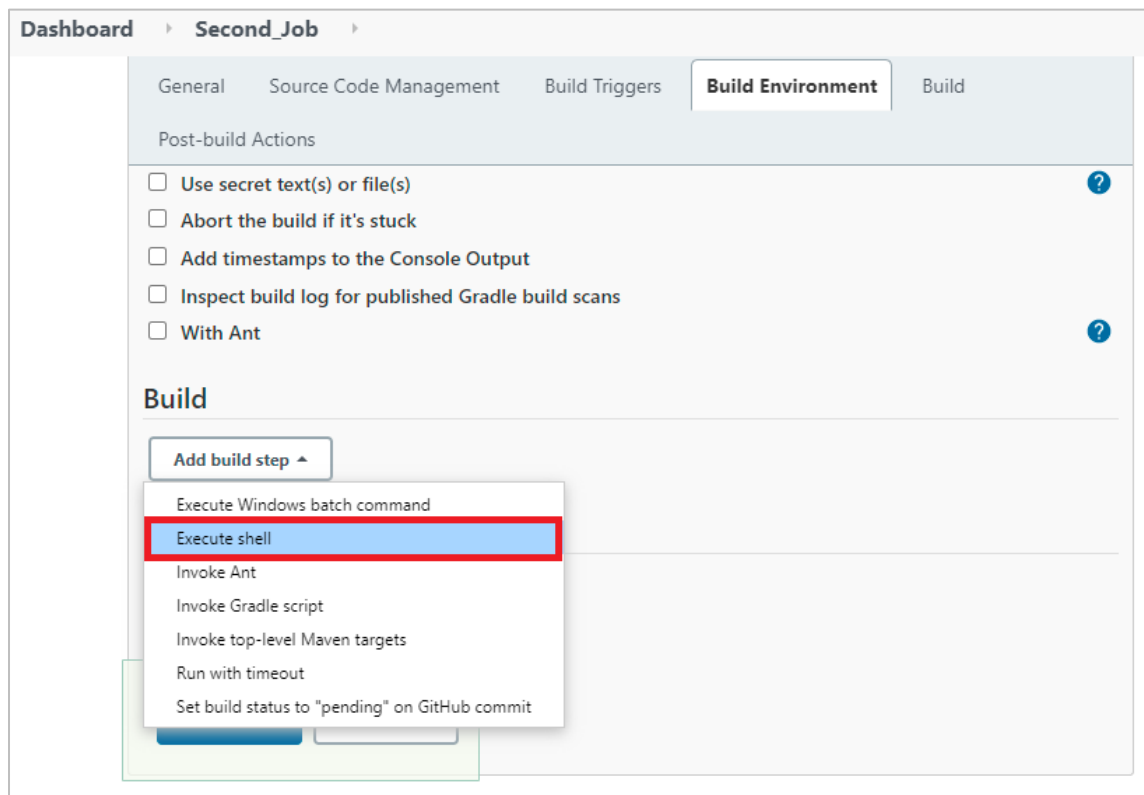 Dashboard Second_Job
General Source Code Management Build Triggers Build Environment Build
Post-build Actions
Use secret text(s) or file(s) ?
Abort the build if it's stuck
Add timestamps to the Console Output
Inspect build log for published Gradle build scans
With Ant ?
Build
Add build step
Execute Windows batch command
Execute shell
Invoke Ant
Invoke Gradle script
Invoke top-level Maven targets
Run with timeout
Set build status to "pending" on GitHub commit